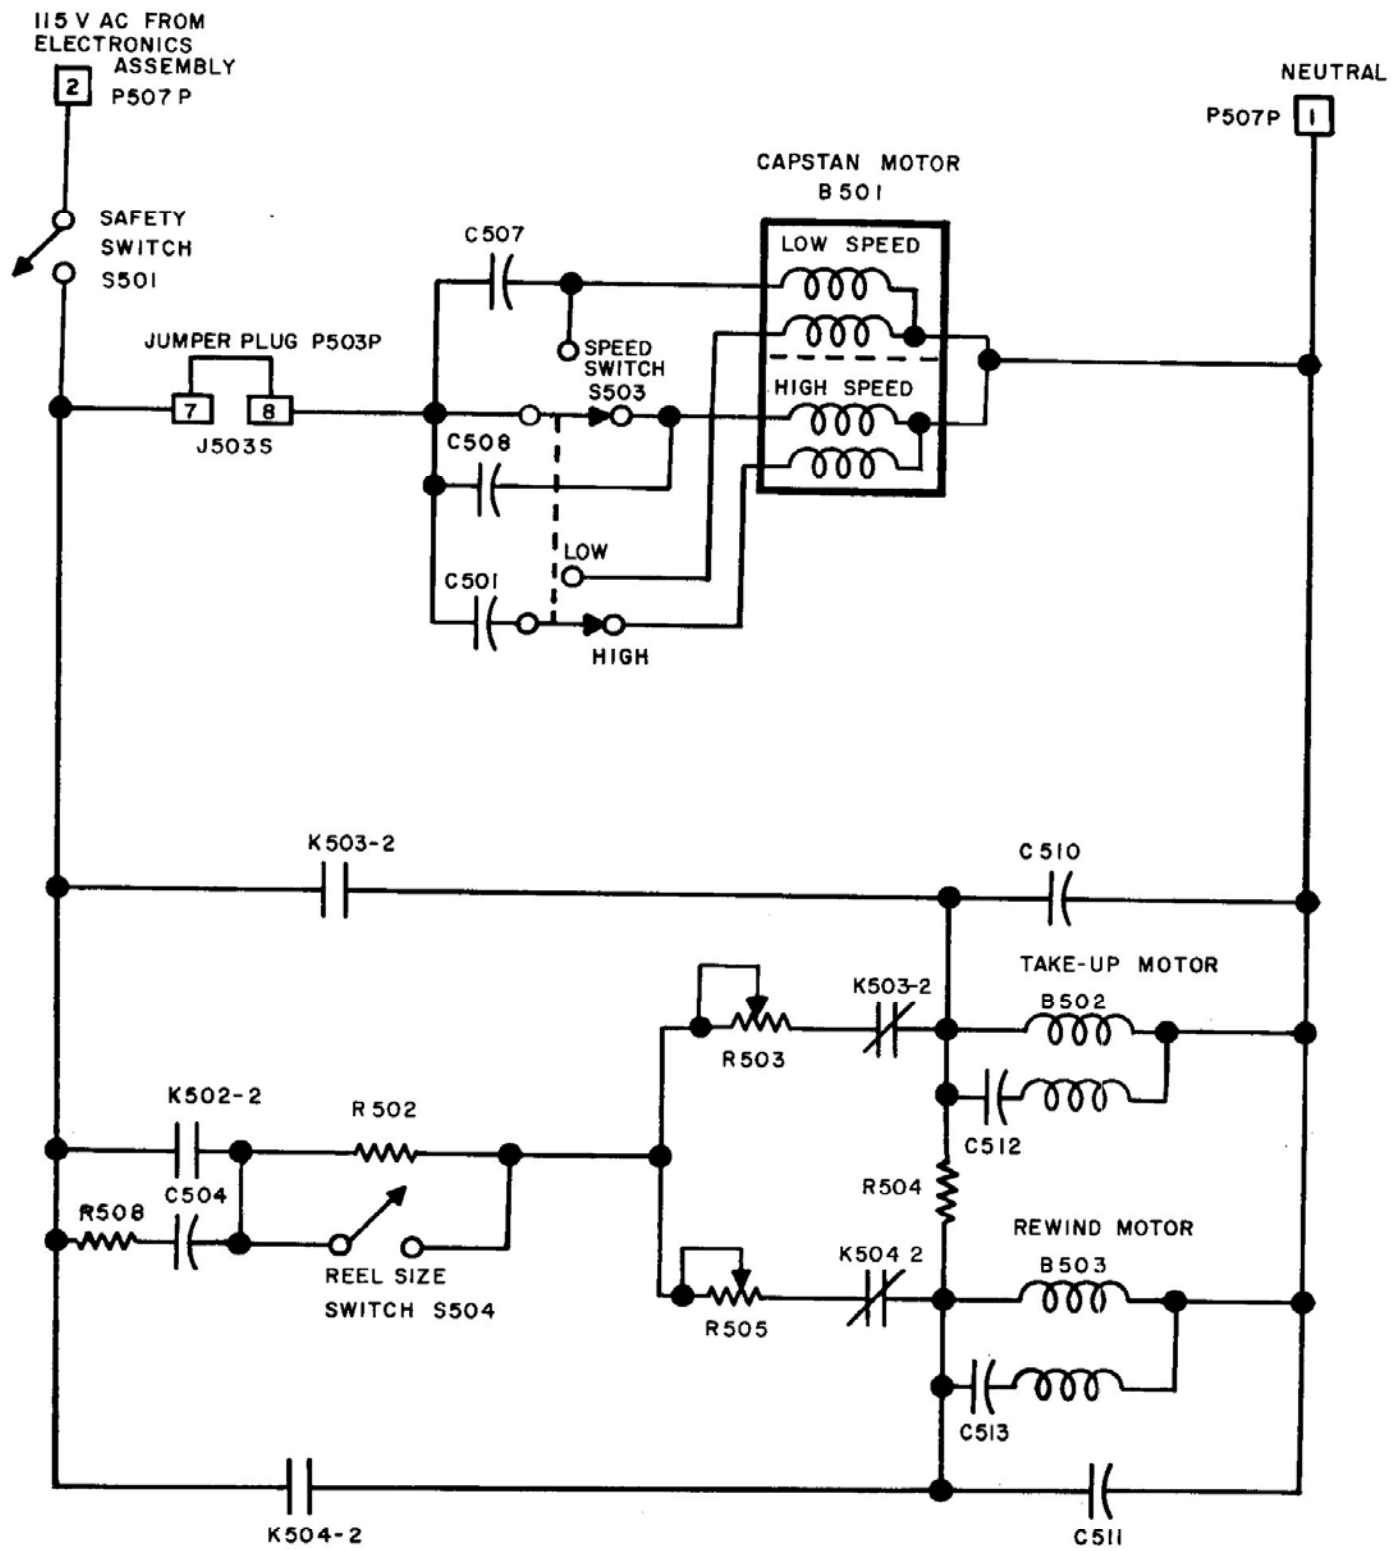 115 V AC FROM
ELECTRONICS
ASSEMBLY
2
P507P
NEUTRAL
P507P
1
CAPSTAN MOTOR
B501
SAFETY
SWITCH
S501
C507
LOW SPEED
JUMPER PLUG P503P
SPEED
SWITCH
S503
HIGH SPEED
7
8
J503S
C508
LOW
C501
HIGH
K503-2
C510
TAKE-UP MOTOR
B502
K503-2
R503
K502-2
R502
C512
C504
R508
R504
REWIND MOTOR
B503
K504 2
REEL SIZE
SWITCH S504
R505
C513
K504-2
C511